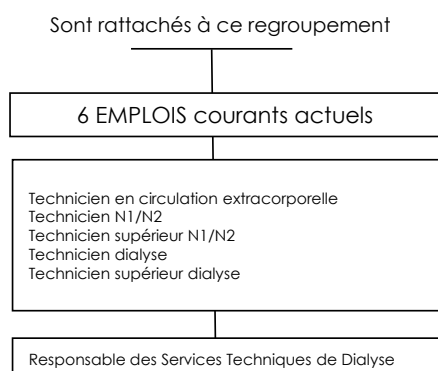 Sont rattachés à ce regroupement
6 EMPLOIS courants actuels
Technicien en circulation extracorporelle
Technicien N1/N2
Technicien supérieur N1/N2
Technicien dialyse
Technicien supérieur dialyse
Responsable des Services Techniques de Dialyse